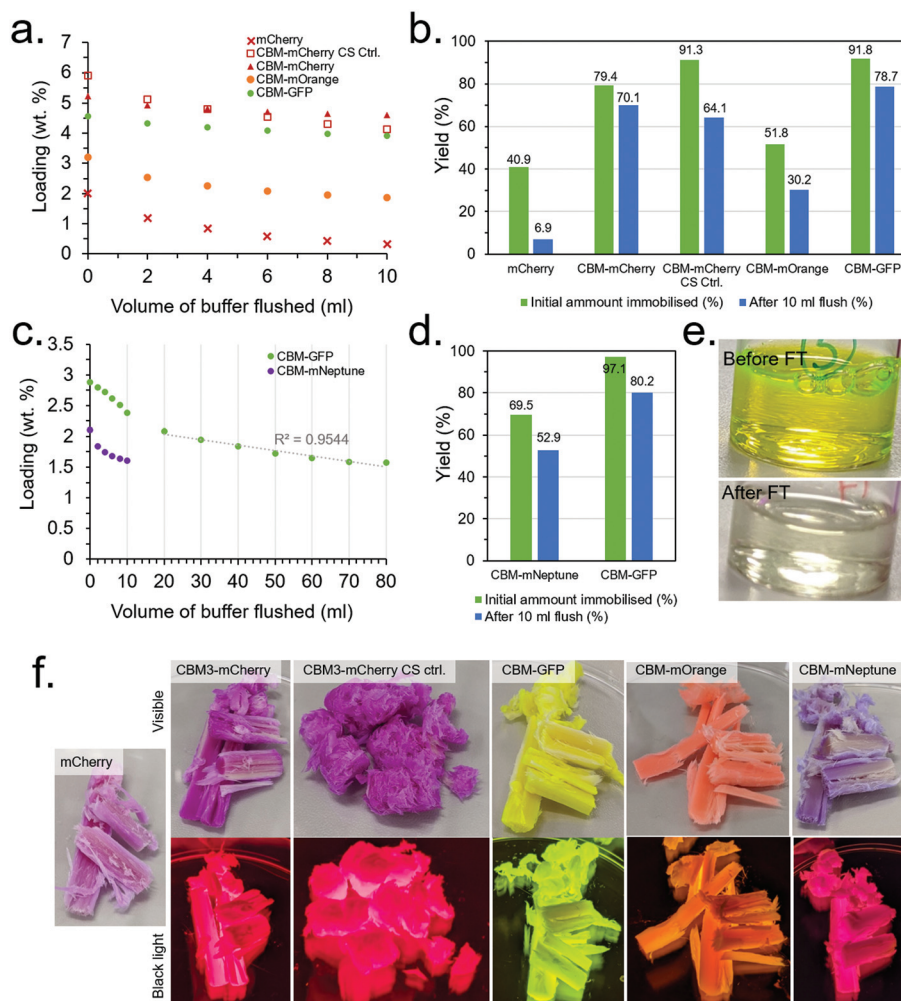 a.
Loading (wt. %)
7
6
5
4
3
2
1
0
0 2 4 6 8 10
Volume of buffer flushed (ml)
mCherry
CBM-mCherry CS Ctrl.
CBM-mCherry
CBM-mOrange
CBM-GFP
b.
Yield (%)
100
80
60
40
20
0
40.9
6.9
79.4
70.1
91.3
64.1
51.8
30.2
91.8
78.7
mCherry CBM-mCherry CBM-mCherry CBM-mOrange CBM-GFP
CS Ctrl.
Initial ammount immobilised (%) After 10 ml flush (%)
c.
Loading (wt. %)
3.5
3
2.5
2
1.5
1
0.5
0
0 10 20 30 40 50 60 70 80
Volume of buffer flushed (ml)
CBM-GFP
CBM-mNeptune
R² = 0.9544
d.
Yield (%)
100
80
60
40
20
0
69.5
52.9
97.1
80.2
CBM-mNeptune CBM-GFP
Initial ammount immobilised (%)
After 10 ml flush (%)
e.
Before FT
5
After FT
FT
f.
Visible
Black light
mCherry
CBM3-mCherry
CBM3-mCherry CS ctrl.
CBM-GFP
CBM-mOrange
CBM-mNeptune